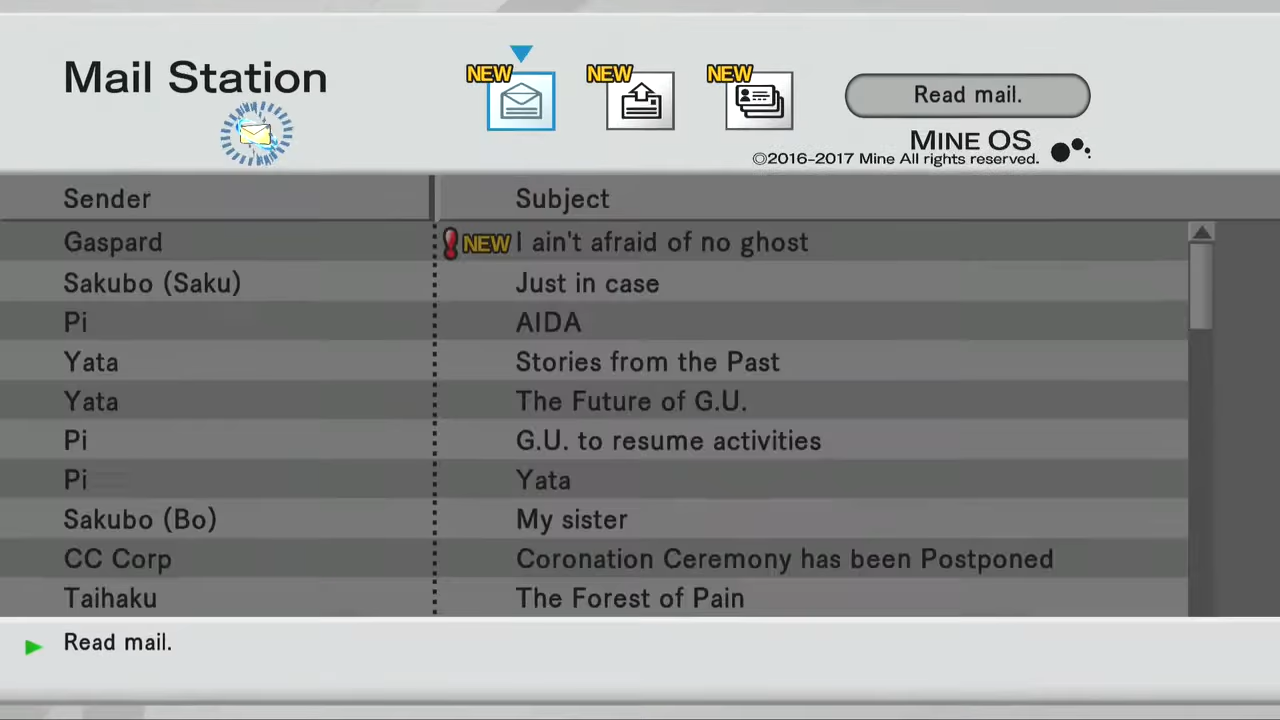 Mail Station
NEW
NEW
NEW
Read mail.
MINE OS
©2016-2017 Mine All rights reserved.
Sender Subject
Gaspard NEW I ain't afraid of no ghost
Sakubo (Saku) Just in case
Pi AIDA
Yata Stories from the Past
Yata The Future of G.U.
Pi G.U. to resume activities
Pi Yata
Sakubo (Bo) My sister
CC Corp Coronation Ceremony has been Postponed
Taihaku The Forest of Pain
Read mail.